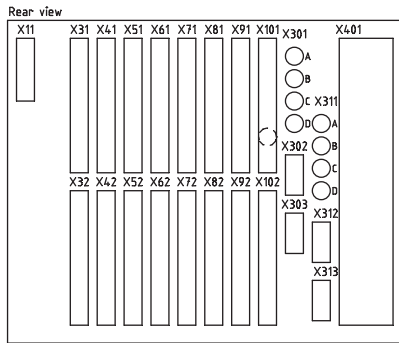 Rear view
X11 X31 X41 X51 X61 X71 X81 X91 X101 X301 X401
A
B
C X311
D A
B
X302
C
D
X32 X42 X52 X62 X72 X82 X92 X102
X303 X312
X313